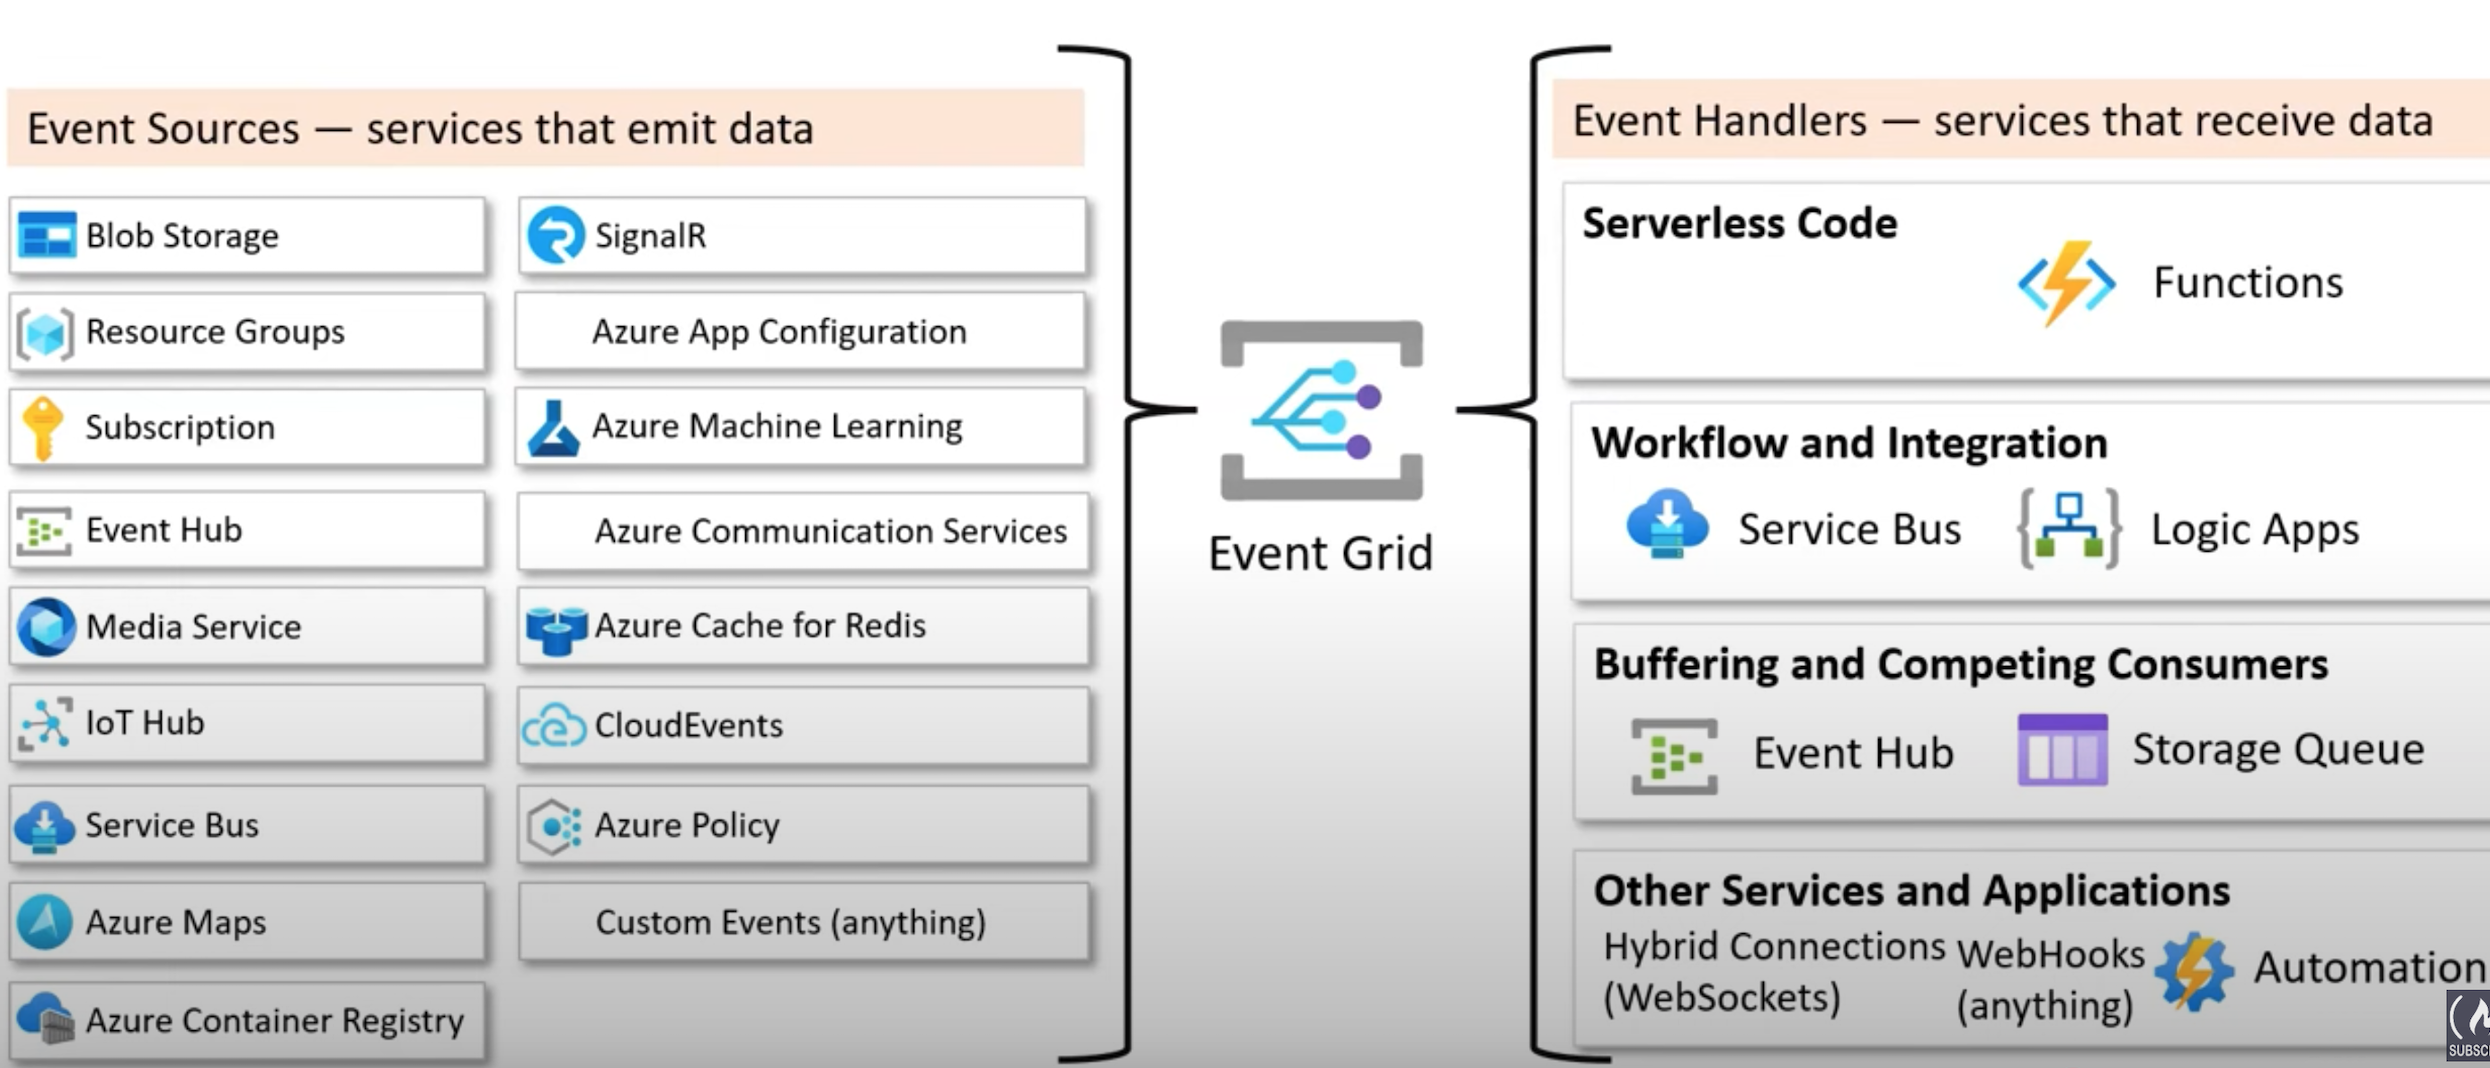 Event Sources — services that emit data
Blob Storage
Resource Groups
Subscription
Event Hub
Media Service
IoT Hub
Service Bus
Azure Maps
Azure Container Registry
SignalR
Azure App Configuration
Azure Machine Learning
Azure Communication Services
Azure Cache for Redis
CloudEvents
Azure Policy
Custom Events (anything)
Event Grid
Event Handlers — services that receive data
Serverless Code
Functions
Workflow and Integration
Service Bus
Logic Apps
Buffering and Competing Consumers
Event Hub
Storage Queue
Other Services and Applications
Hybrid Connections
(WebSockets)
WebHooks
(anything)
Automation